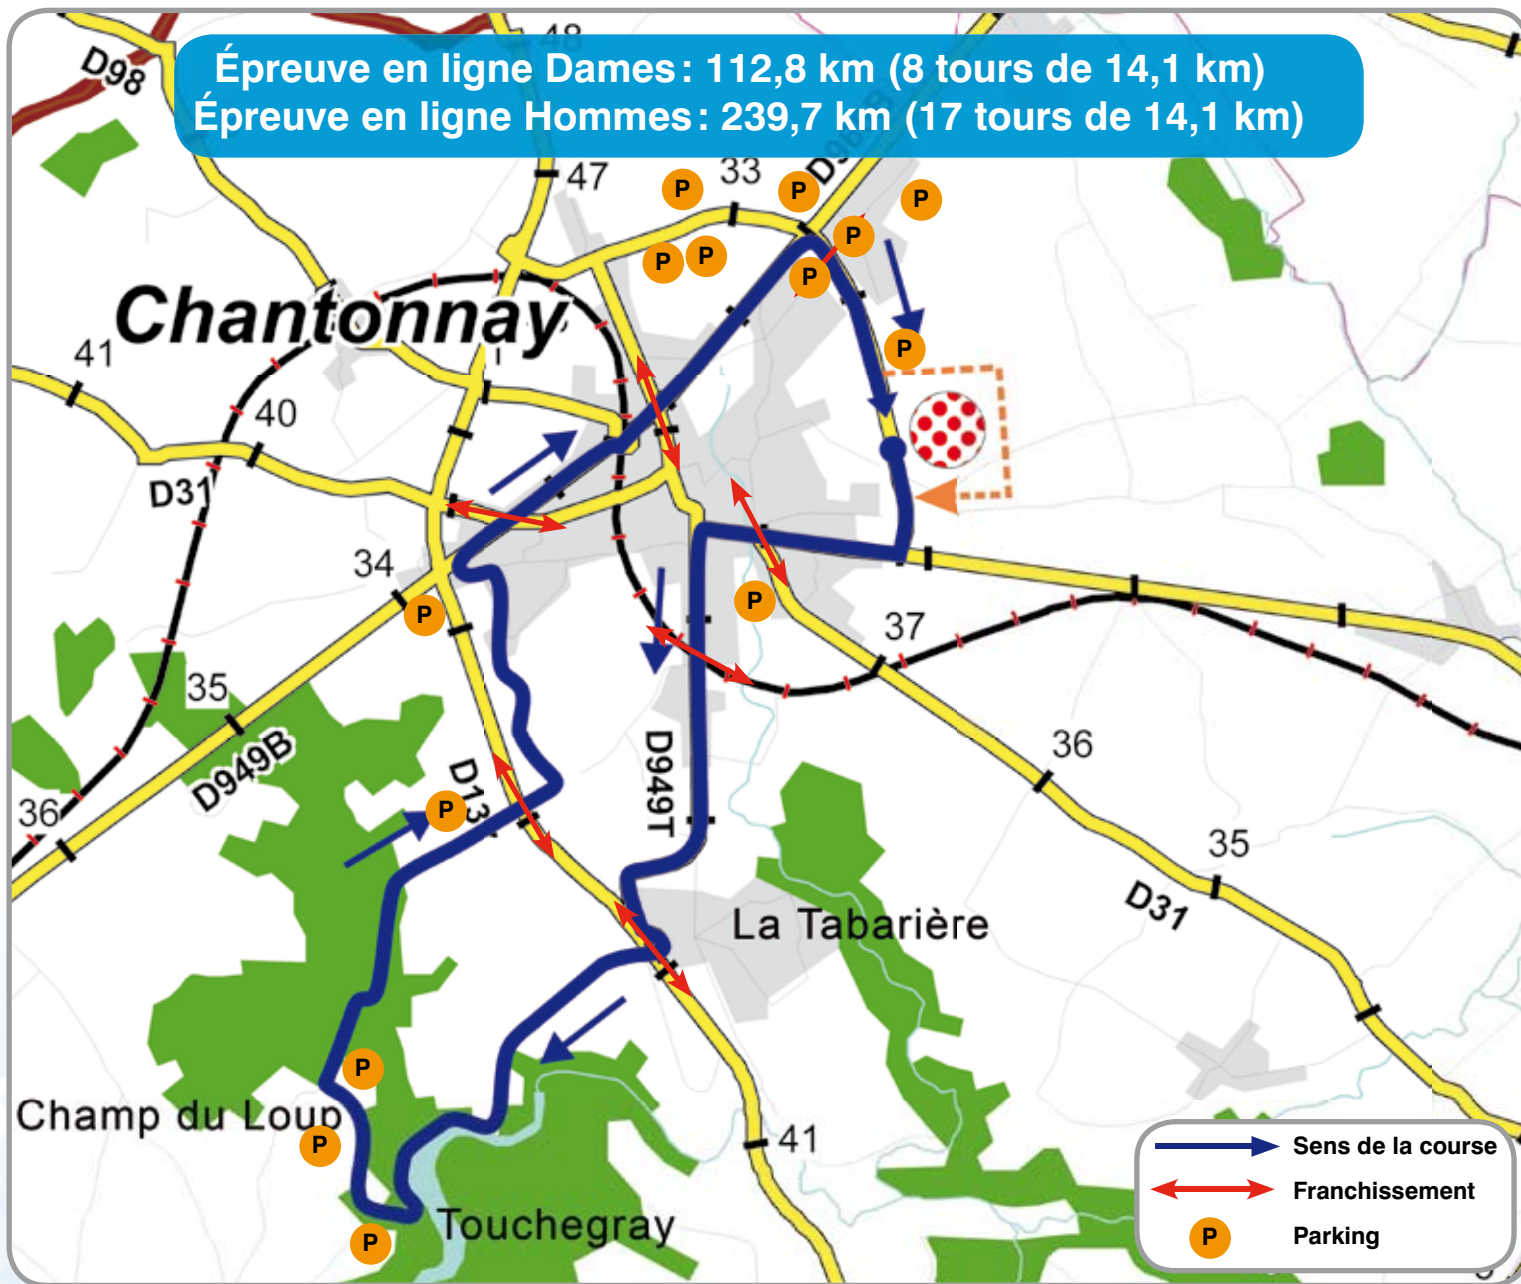 Épreuve en ligne Dames : 112,8 km (8 tours de 14,1 km)
Épreuve en ligne Hommes : 239,7 km (17 tours de 14,1 km)
48
D98
47
33
P
P
P
P
P
P
P
P
Chantonnay
41
40
D31
34
P
P
37
35
D949B
36
D949T
36
P
35
D31
La Tabarière
P
Champ du Loup
P
41
Touchegray
P
Sens de la course
Franchissement
P Parking